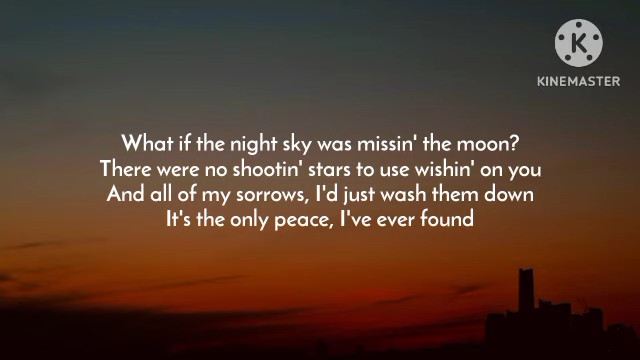 K
KINEMASTER
What if the night sky was missin' the moon?
There were no shootin' stars to use wishin' on you
And all of my sorrows, I'd just wash them down
It's the only peace, I've ever found